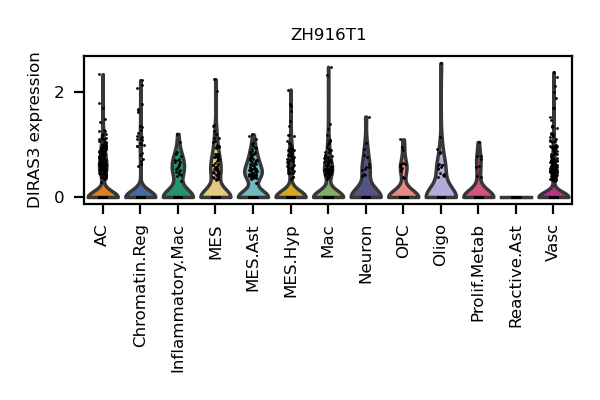 ZH916T1
DIRAS3 expression
2
0
AC
Chromatin.Reg
Inflammatory.Mac
MES
MES.Ast
MES.Hyp
Mac
Neuron
OPC
Oligo
Prolif.Metab
Reactive.Ast
Vasc